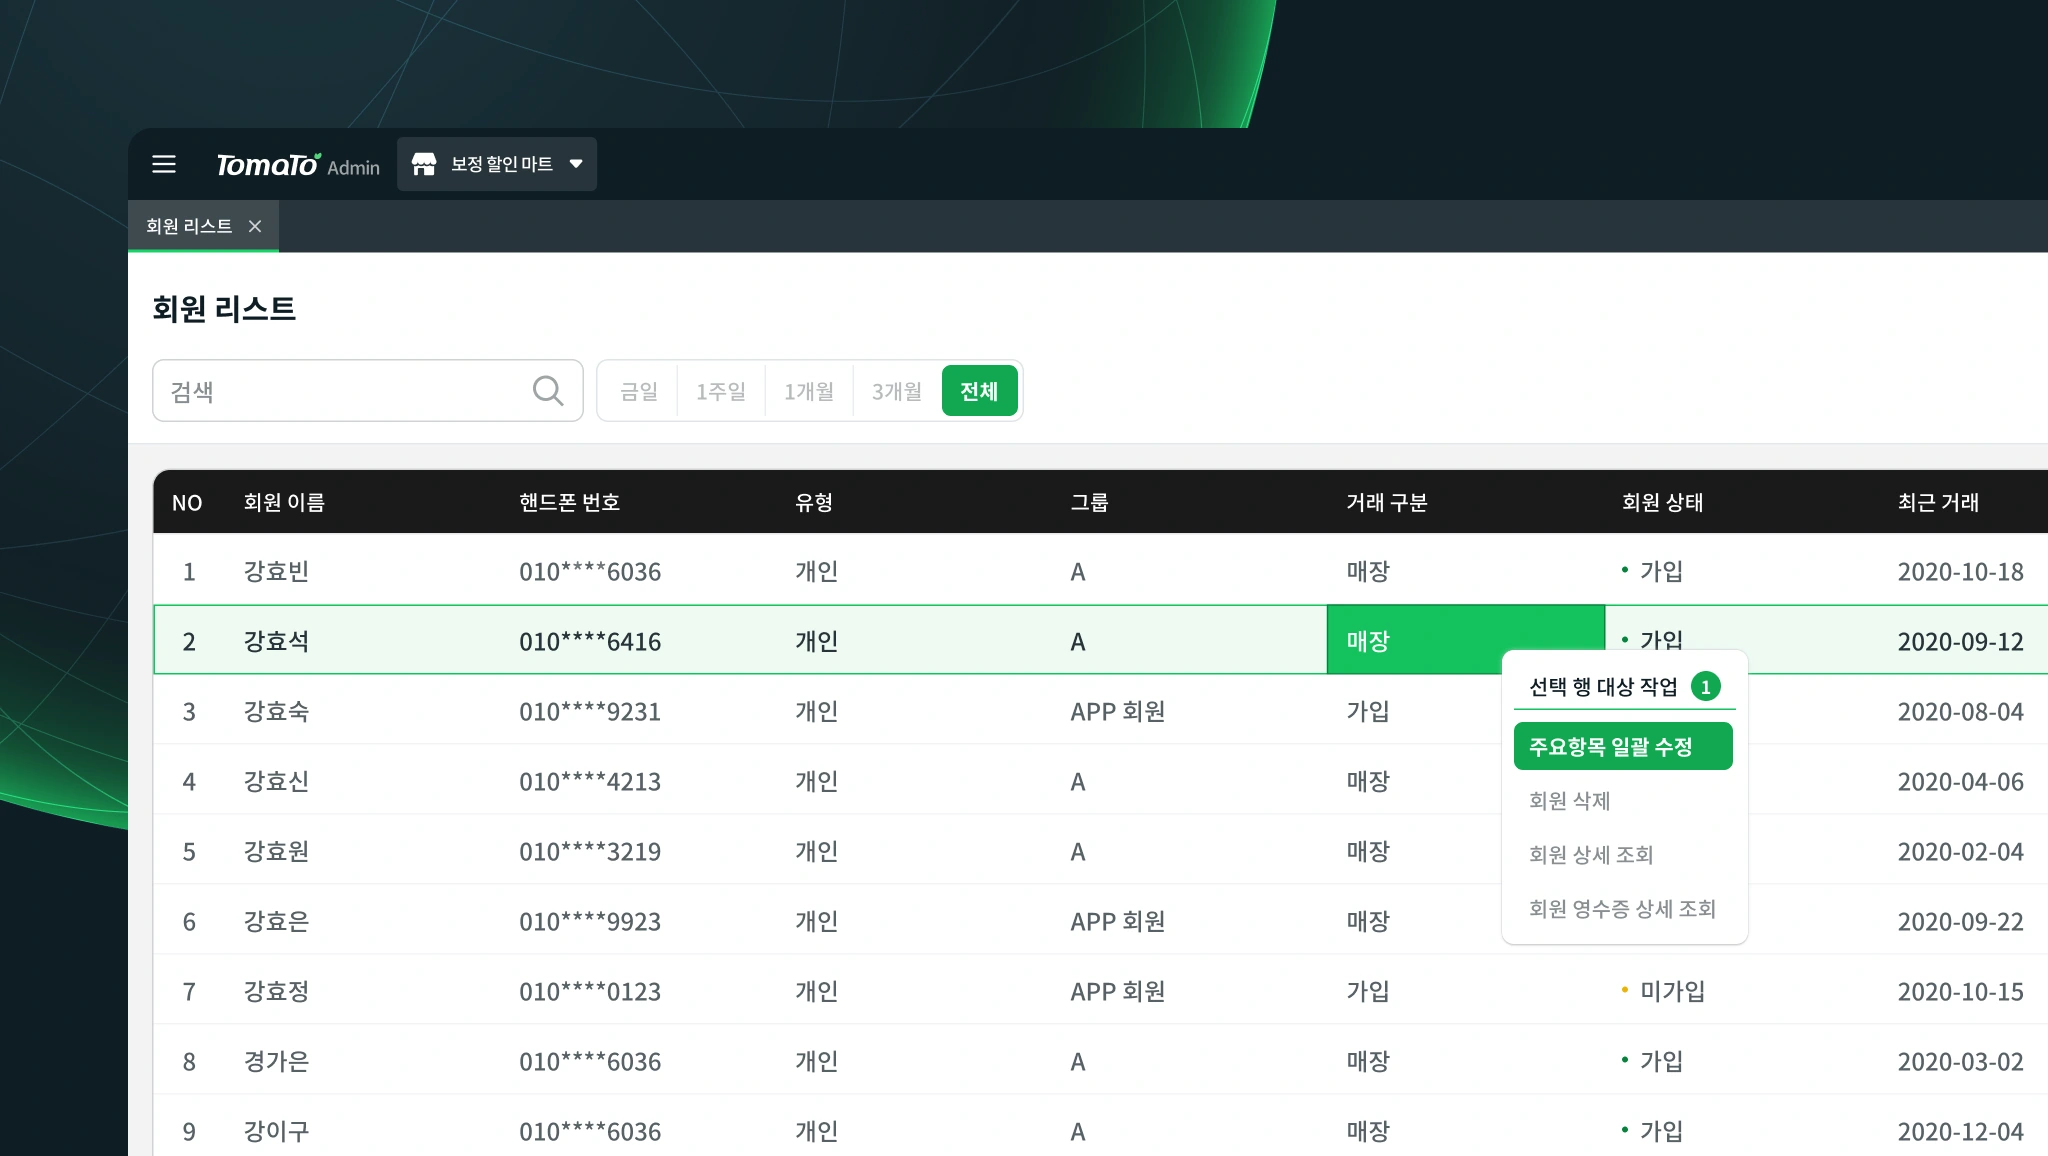 TomaTo Admin 보정 할인 마트
회원 리스트
회원 리스트
검색 금일 1주일 1개월 3개월 전체
NO 회원 이름 핸드폰 번호 유형 그룹 거래 구분 회원 상태 최근 거래
1 강효빈 010****6036 개인 A 매장 가입 2020-10-18
2 강효석 010****6416 개인 A 매장 가입 2020-09-12
3 강효숙 010****9231 개인 APP 회원 가입 2020-08-04
4 강효신 010****4213 개인 A 매장 2020-04-06
5 강효원 010****3219 개인 A 매장 2020-02-04
6 강효은 010****9923 개인 APP 회원 매장 2020-09-22
7 강효정 010****0123 개인 APP 회원 가입 미가입 2020-10-15
8 경가은 010****6036 개인 A 매장 가입 2020-03-02
9 강이구 010****6036 개인 A 매장 가입 2020-12-04
선택 행 대상 작업 1
주요항목 일괄 수정
회원 삭제
회원 상세 조회
회원 영수증 상세 조회